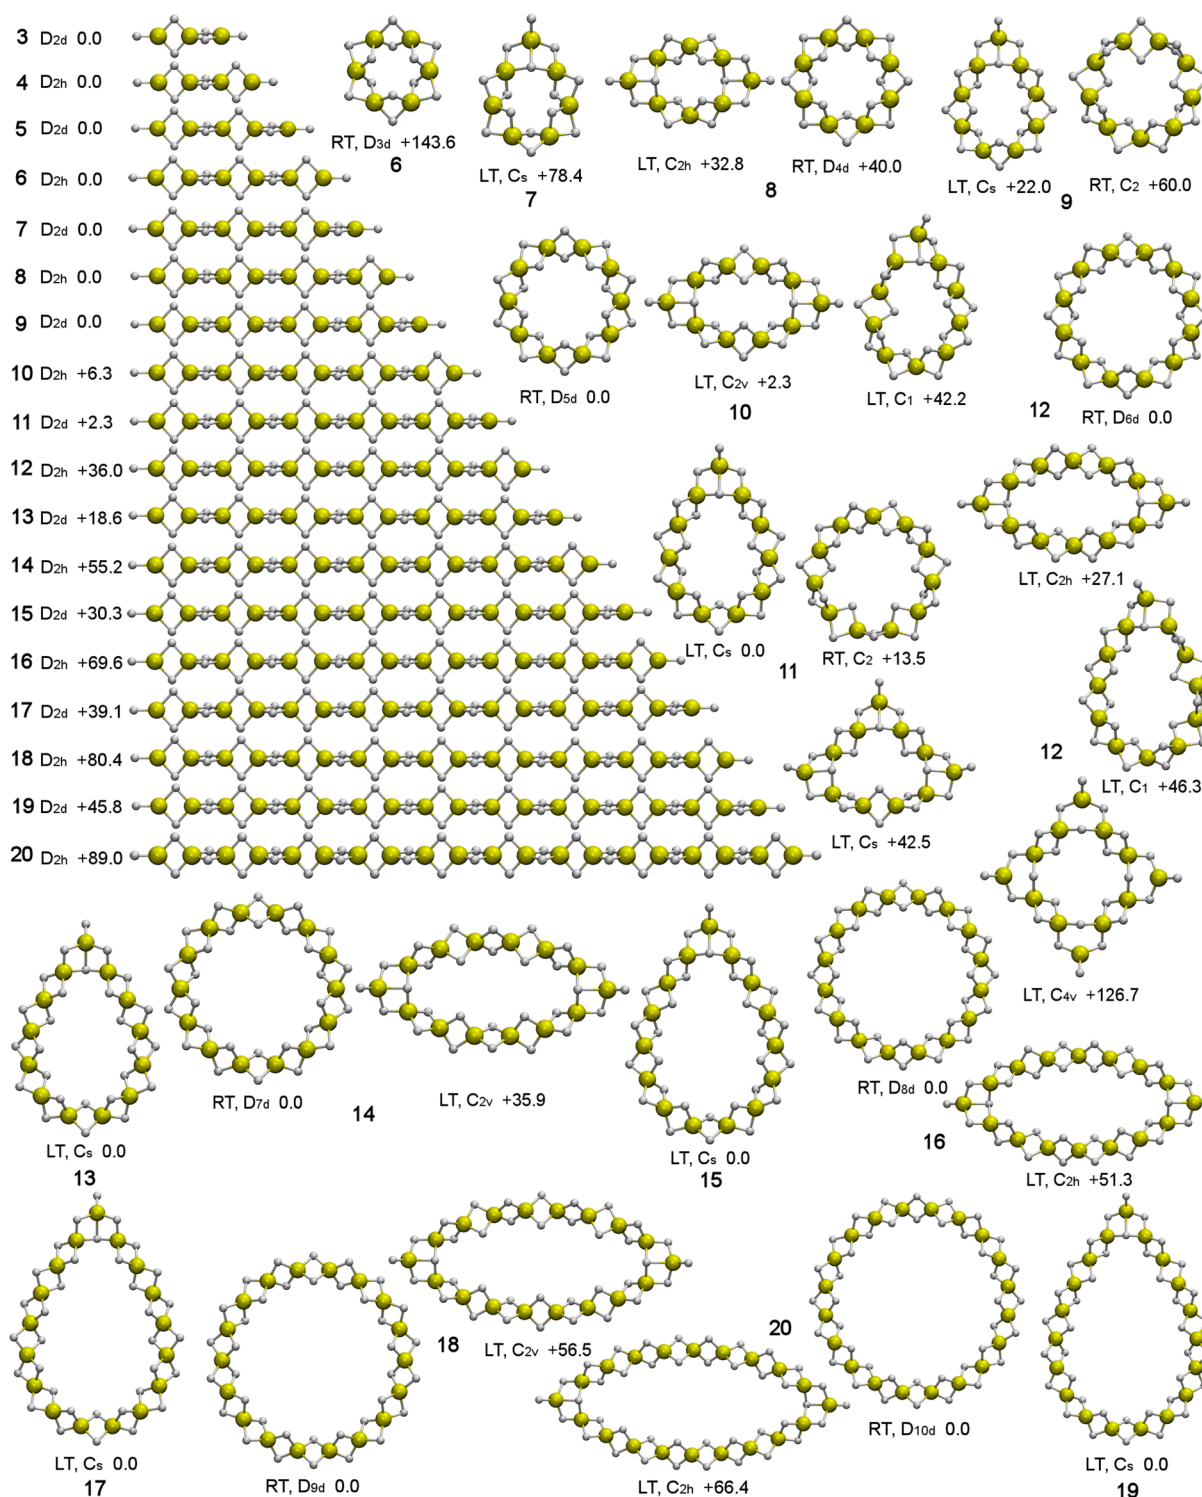 3 D2d 0.0
4 D2h 0.0
5 D2d 0.0
6 D2h 0.0
7 D2d 0.0
8 D2h 0.0
9 D2d 0.0
10 D2h +6.3
11 D2d +2.3
12 D2h +36.0
13 D2d +18.6
14 D2h +55.2
15 D2d +30.3
16 D2h +69.6
17 D2d +39.1
18 D2h +80.4
19 D2d +45.8
20 D2h +89.0
RT, D3d +143.6
6
LT, Cs +78.4
7
LT, C2h +32.8
8
RT, D4d +40.0
LT, Cs +22.0
9
RT, C2 +60.0
RT, D5d 0.0
LT, C2v +2.3
10
LT, C1 +42.2
12
RT, D6d 0.0
LT, Cs 0.0
11
RT, C2 +13.5
LT, C2h +27.1
12
LT, C1 +46.3
LT, Cs +42.5
LT, C4v +126.7
LT, Cs 0.0
13
RT, D7d 0.0
14
LT, C2v +35.9
LT, Cs 0.0
15
RT, D8d 0.0
16
LT, C2h +51.3
LT, Cs 0.0
17
RT, D9d 0.0
18
LT, C2v +56.5
LT, C2h +66.4
20
RT, D10d 0.0
LT, Cs 0.0
19